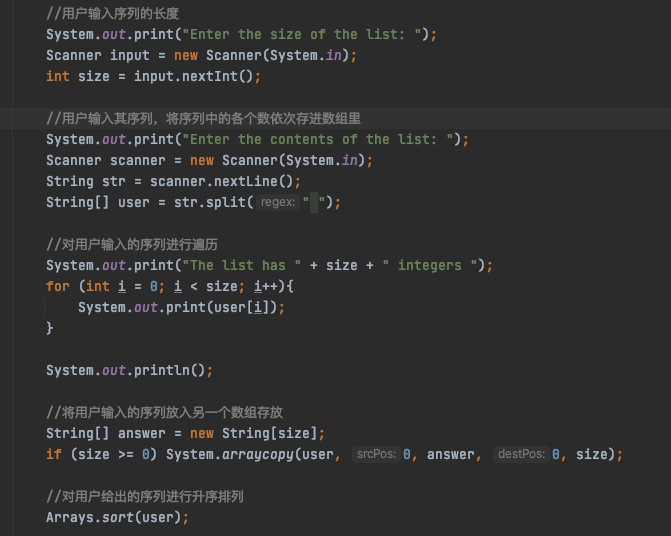 //用户输入序列的长度
System.out.print("Enter the size of the list: ");
Scanner input = new Scanner(System.in);
int size = input.nextInt();
//用户输入其序列，将序列中的各个数依次存进数组里
System.out.print("Enter the contents of the list: ");
Scanner scanner = new Scanner(System.in);
String str = scanner.nextLine();
String[] user = str.split( regex: " ");
//对用户输入的序列进行遍历
System.out.print("The list has " + size + " integers ");
for (int i = 0; i < size; i++){
System.out.print(user[i]);
}
System.out.println();
//将用户输入的序列放入另一个数组存放
String[] answer = new String[size];
if (size >= 0) System.arraycopy(user, srcPos: 0, answer, destPos: 0, size);
//对用户给出的序列进行升序排列
Arrays.sort(user);